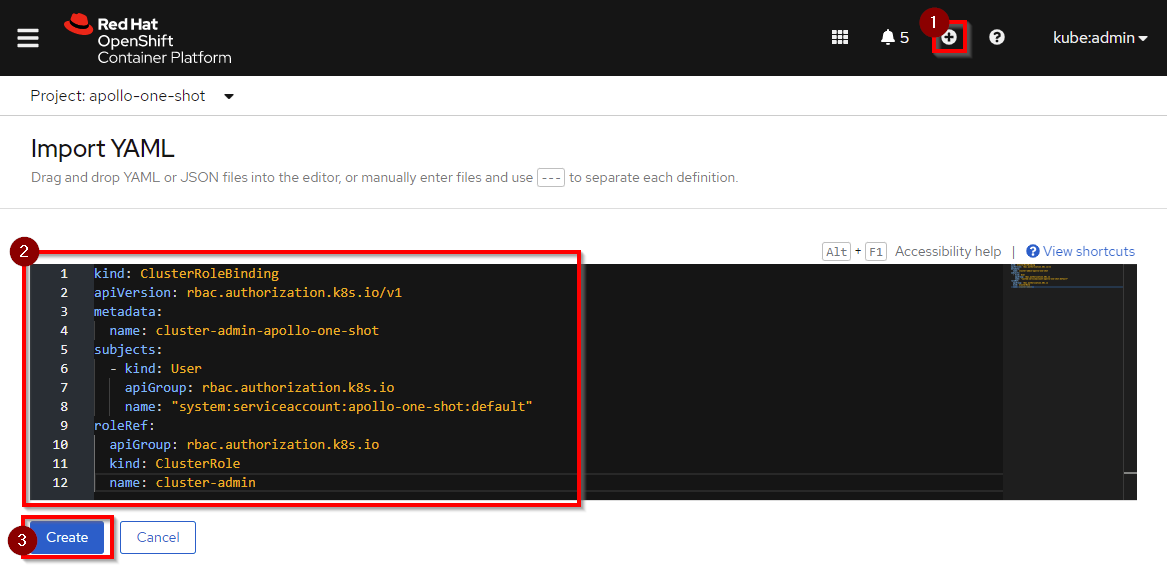 Red Hat
OpenShift
Container Platform
5
1
kube:admin
Project: apollo-one-shot
Import YAML
Drag and drop YAML or JSON files into the editor, or manually enter files and use --- to separate each definition.
2
Alt + F1 Accessibility help | View shortcuts
1 kind: ClusterRoleBinding
2 apiVersion: rbac.authorization.k8s.io/v1
3 metadata:
4   name: cluster-admin-apollo-one-shot
5 subjects:
6   - kind: User
7     apiGroup: rbac.authorization.k8s.io
8     name: "system:serviceaccount:apollo-one-shot:default"
9 roleRef:
10   apiGroup: rbac.authorization.k8s.io
11   kind: ClusterRole
12   name: cluster-admin
3 Create Cancel